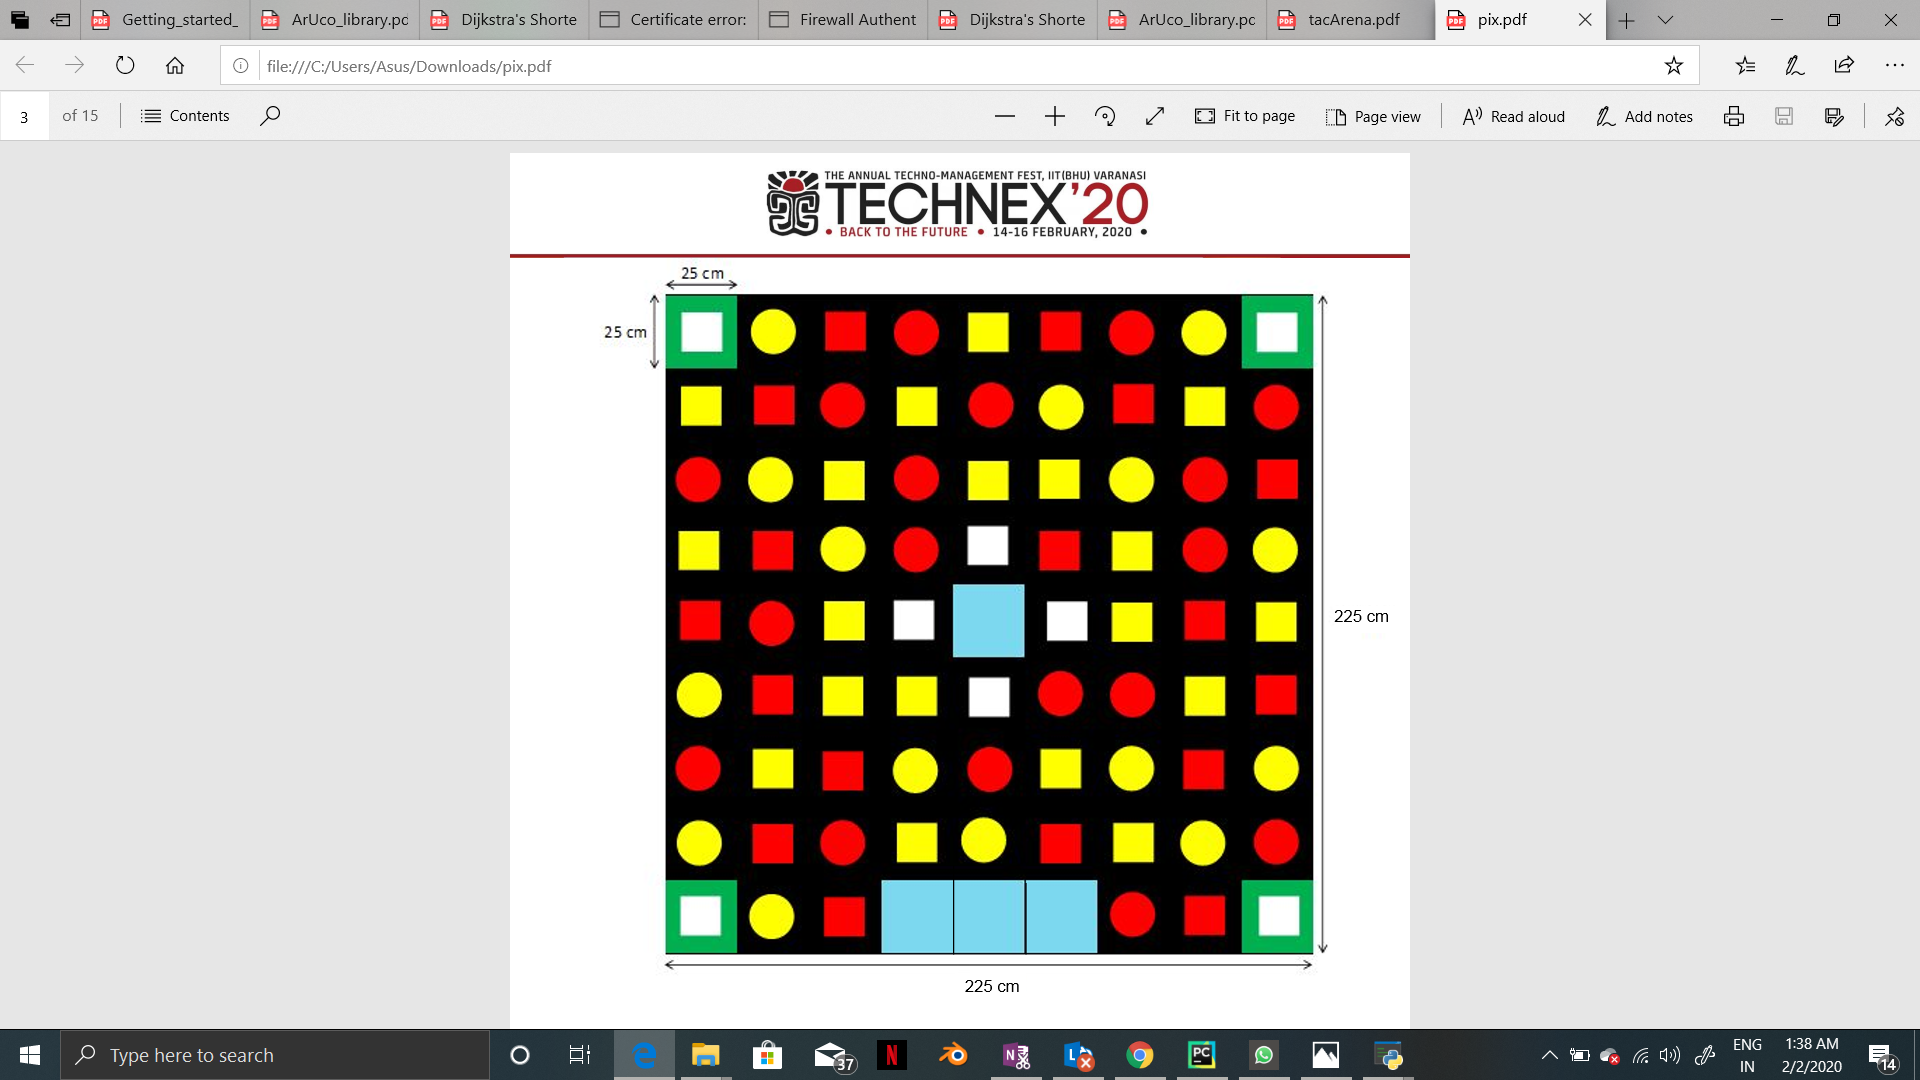 Getting_started_
ArUco_library.pc
Dijkstra's Shorte
Certificate error:
Firewall Authent
Dijkstra's Shorte
ArUco_library.pc
tacArena.pdf
pix.pdf
file:///C:/Users/Asus/Downloads/pix.pdf
3 of 15
Contents
Fit to page
Page view
Read aloud
Add notes
THE ANNUAL TECHNO-MANAGEMENT FEST, IIT(BHU) VARANASI
TECHNEX'20
• BACK TO THE FUTURE • 14-16 FEBRUARY, 2020 •
25 cm
25 cm
225 cm
225 cm
Type here to search
37
N
N
L
PC
ENG
IN
1:38 AM
2/2/2020
14